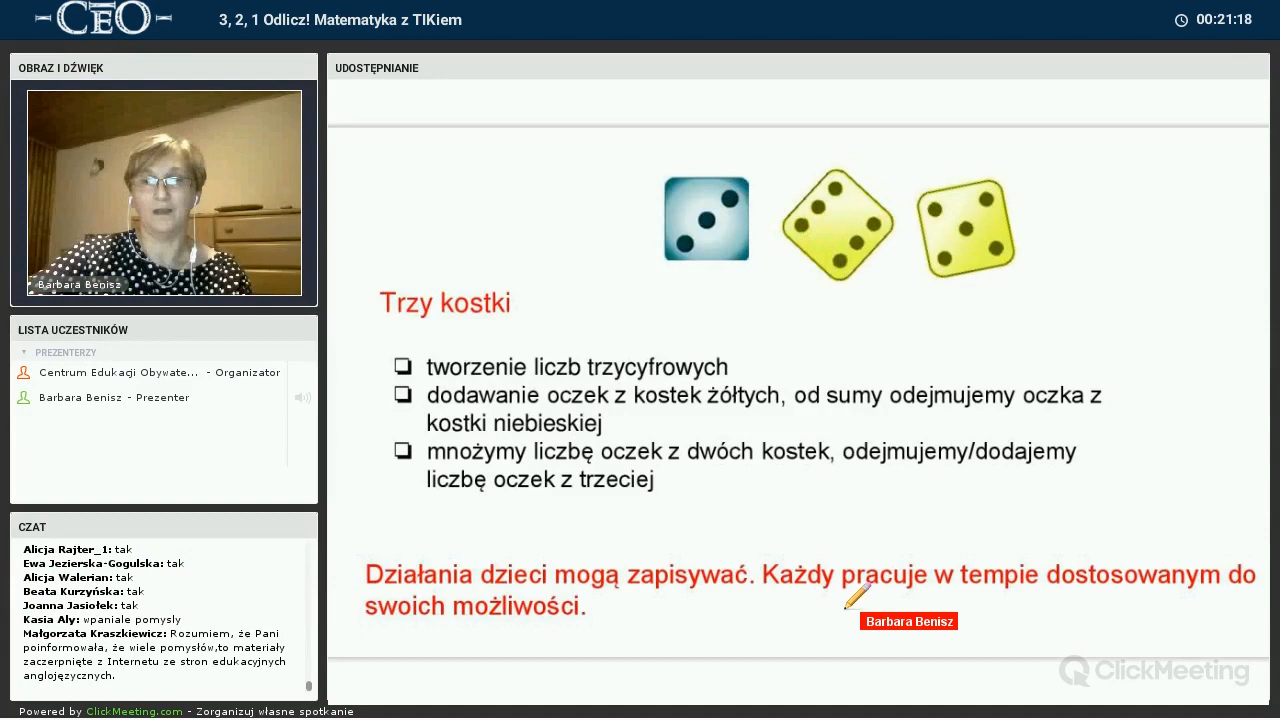 CEO
3, 2, 1 Odlicz! Matematyka z TIKiem
00:21:18
OBRAZ I DŹWIĘK
Barbara Benisz
LISTA UCZESTNIKÓW
PREZENTERZY
Centrum Edukacji Obywate... - Organizator
Barbara Benisz - Prezenter
CZAT
Alicja Rajter_1: tak
Ewa Jezierska-Gogulska: tak
Alicja Walerian: tak
Beata Kurzyńska: tak
Joanna Jasiołek: tak
Kasia Aly: wpaniale pomysly
Małgorzata Kraszkiewicz: Rozumiem, że Pani
poinformowała, że wiele pomysłów,to materiały
zaczerpnięte z Internetu ze stron edukacyjnych
anglojęzycznych.
UDOSTĘPNIANIE
Trzy kostki
tworzenie liczb trzycyfrowych
dodawanie oczek z kostek żółtych, od sumy odejmujemy oczka z
kostki niebieskiej
mnożymy liczbę oczek z dwóch kostek, odejmujemy/dodajemy
liczbę oczek z trzeciej
Działania dzieci mogą zapisywać. Każdy pracuje w tempie dostosowanym do
swoich możliwości.
Barbara Benisz
ClickMeeting
Powered by ClickMeeting.com - Zorganizuj własne spotkanie